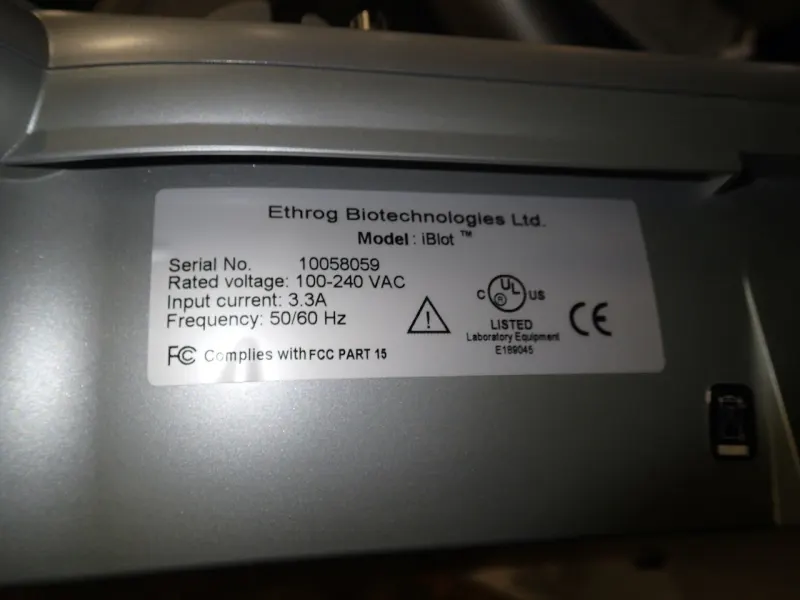 Ethrog Biotechnologies Ltd.
Model: iBlot ™
Serial No. 10058059
Rated voltage: 100-240 VAC
Input current: 3.3A
Frequency: 50/60 Hz
FCC Complies with FCC PART 15
C UL US
R
LISTED
Laboratory Equipment
E189045
CE